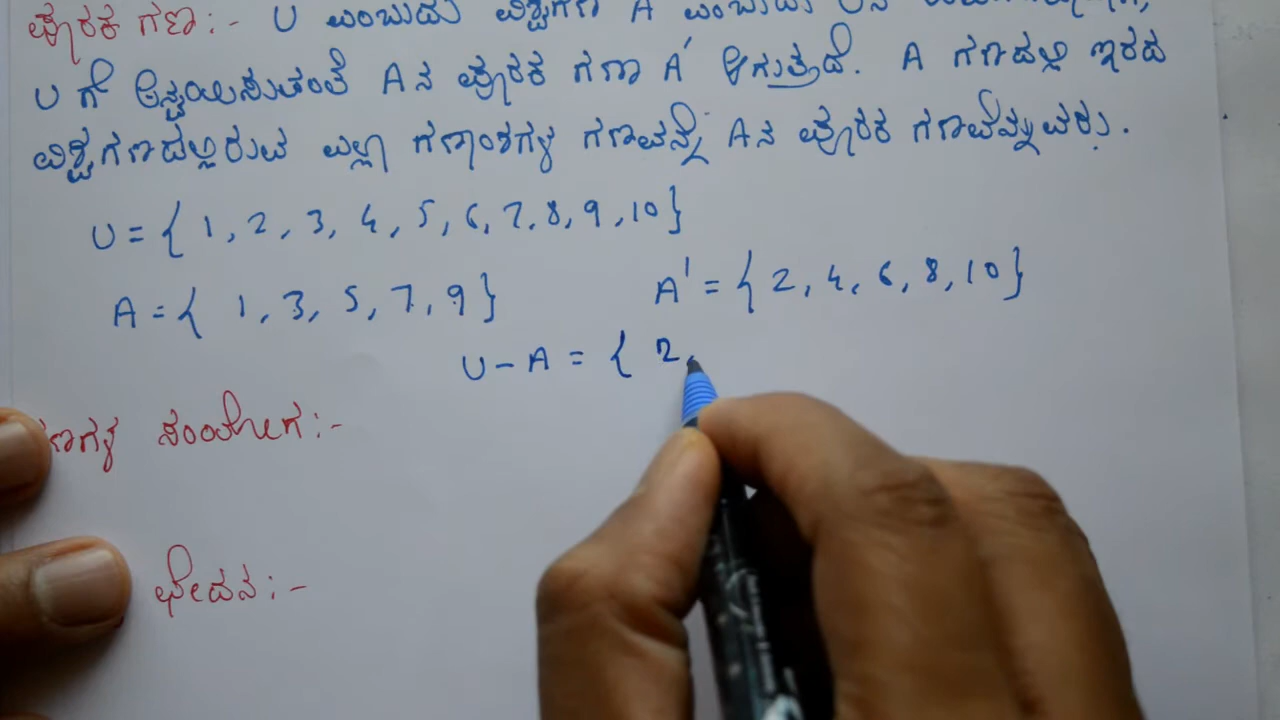 ಪೂರಕ ಗಣ :- U ಎಂಬುದು ವಿಶ್ವಗಣ A ಎಂಬುದು U ನ
U ಗೆ ಅನ್ವಯಿಸುವಂತೆ A ನ ಪೂರಕ ಗಣ A′ ಆಗುತ್ತದೆ. A ಗಣದಲ್ಲಿ ಇರದ
ವಿಶ್ವಗಣದಲ್ಲಿರುವ ಎಲ್ಲಾ ಗಣಾಂಶಗಳ ಗಣವನ್ನೇ A ನ ಪೂರಕ ಗಣವೆನ್ನುವರು.
U = { 1, 2, 3, 4, 5, 6, 7, 8, 9, 10 }
A = { 1, 3, 5, 7, 9 } A′ = { 2, 4, 6, 8, 10 }
U – A = { 2,
ಗಣಗಳ ಸಂಯೋಗ :-
ಛೇದನ :-